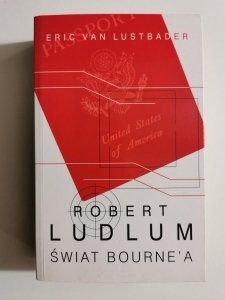 ERIC VAN LUSTBADER
PASSPORT
United States
of America
ROBERT
LUDLUM
ŚWIAT BOURNE'A